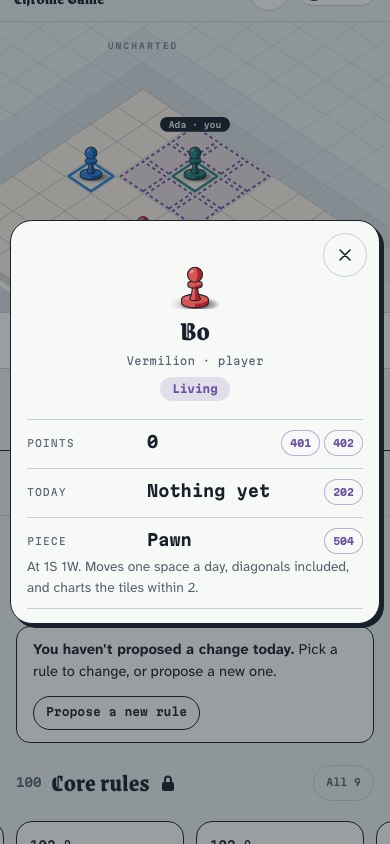 Chrome Game
UNCHARTED
Ada · you
Bo
Vermilion · player
Living
POINTS 0 401 402
TODAY Nothing yet 202
PIECE Pawn 504
At 1S 1W. Moves one space a day, diagonals included,
and charts the tiles within 2.
You haven't proposed a change today. Pick a
rule to change, or propose a new one.
Propose a new rule
100 Core rules All 9